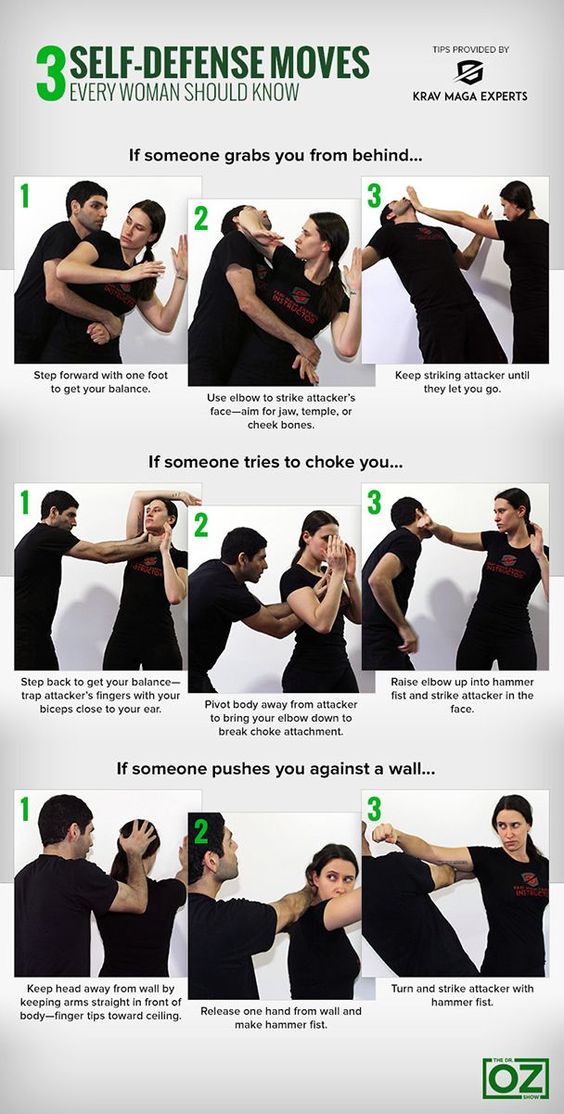 3 SELF-DEFENSE MOVES
EVERY WOMAN SHOULD KNOW
TIPS PROVIDED BY
KRAV MAGA EXPERTS
If someone grabs you from behind...
1
2
3
Step forward with one foot
to get your balance.
Use elbow to strike attacker's
face—aim for jaw, temple, or
cheek bones.
Keep striking attacker until
they let you go.
If someone tries to choke you...
1
2
3
Step back to get your balance—
trap attacker's fingers with your
biceps close to your ear.
Pivot body away from attacker
to bring your elbow down to
break choke attachment.
Raise elbow up into hammer
fist and strike attacker in the
face.
If someone pushes you against a wall...
1
2
3
Keep head away from wall by
keeping arms straight in front of
body—finger tips toward ceiling.
Release one hand from wall and
make hammer fist.
Turn and strike attacker with
hammer fist.
THE DR.
OZ
SHOW